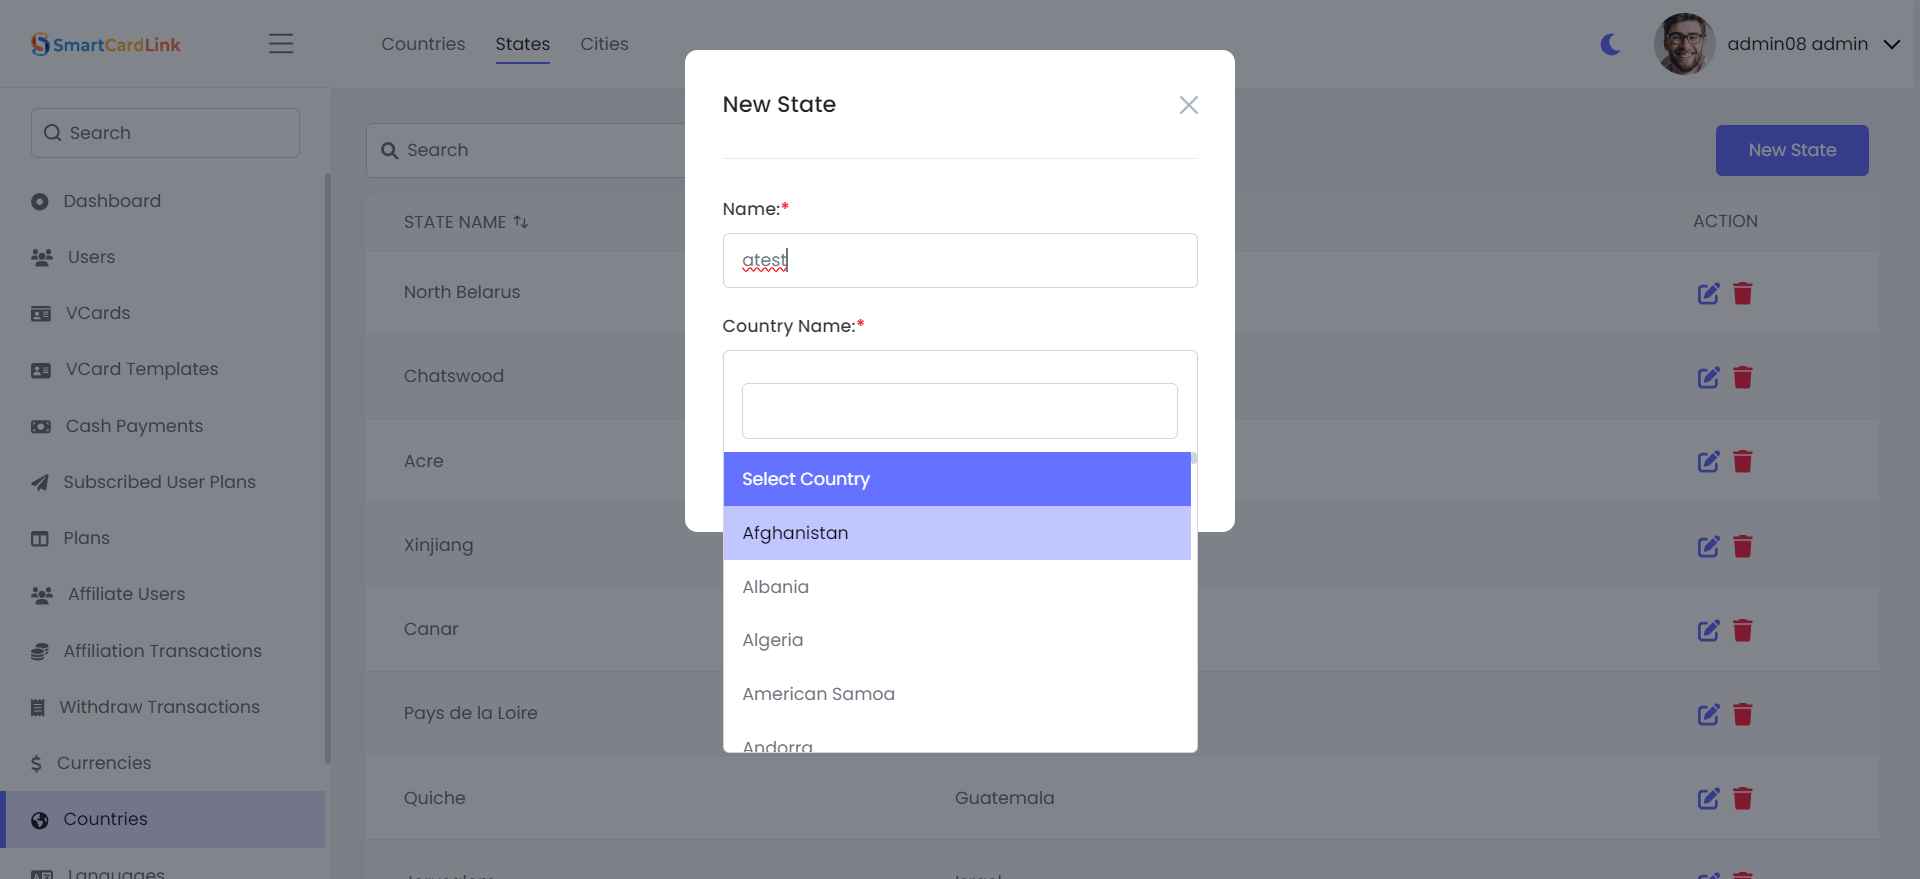 SmartCardLink
Countries
States
Cities
admin08 admin
Search
Dashboard
Users
VCards
VCard Templates
Cash Payments
Subscribed User Plans
Plans
Affiliate Users
Affiliation Transactions
Withdraw Transactions
Currencies
Countries
Languages
Search
New State
STATE NAME
ACTION
North Belarus
Chatswood
Acre
Xinjiang
Canar
Pays de la Loire
Quiche
Guatemala
Jerusalem
Israel
New State
Name:*
atest
Country Name:*
Select Country
Afghanistan
Albania
Algeria
American Samoa
Andorra